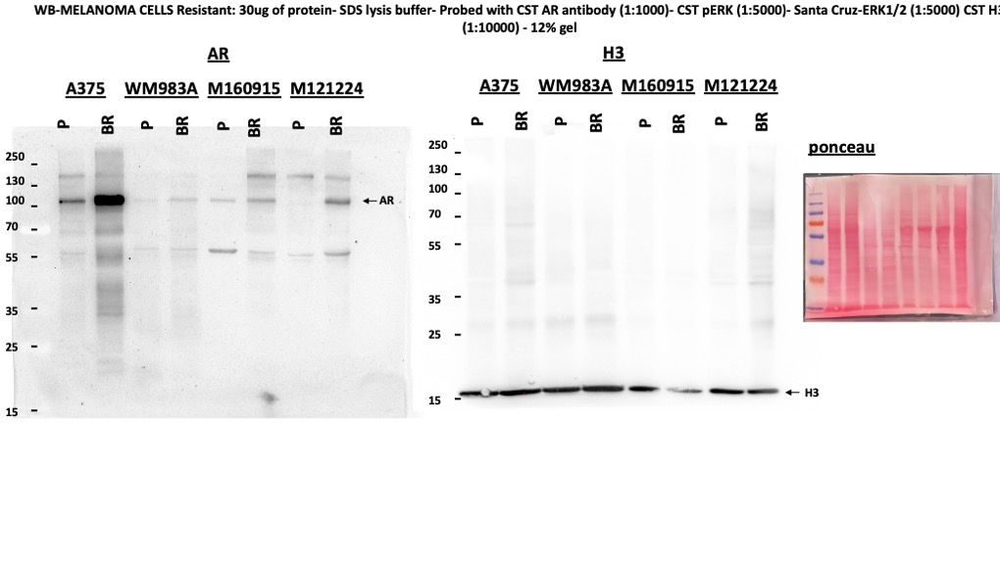 WB-MELANOMA CELLS Resistant: 30ug of protein- SDS lysis buffer- Probed with CST AR antibody (1:1000)- CST pERK (1:5000)- Santa Cruz-ERK1/2 (1:5000) CST H3
(1:10000) - 12% gel
AR
A375 WM983A M160915 M121224
P BR P BR P BR P BR
250
130
100
70
55
35
25
15
←AR
H3
A375 WM983A M160915 M121224
P BR P BR P BR P BR
250
130
100
70
55
35
25
15
← H3
ponceau